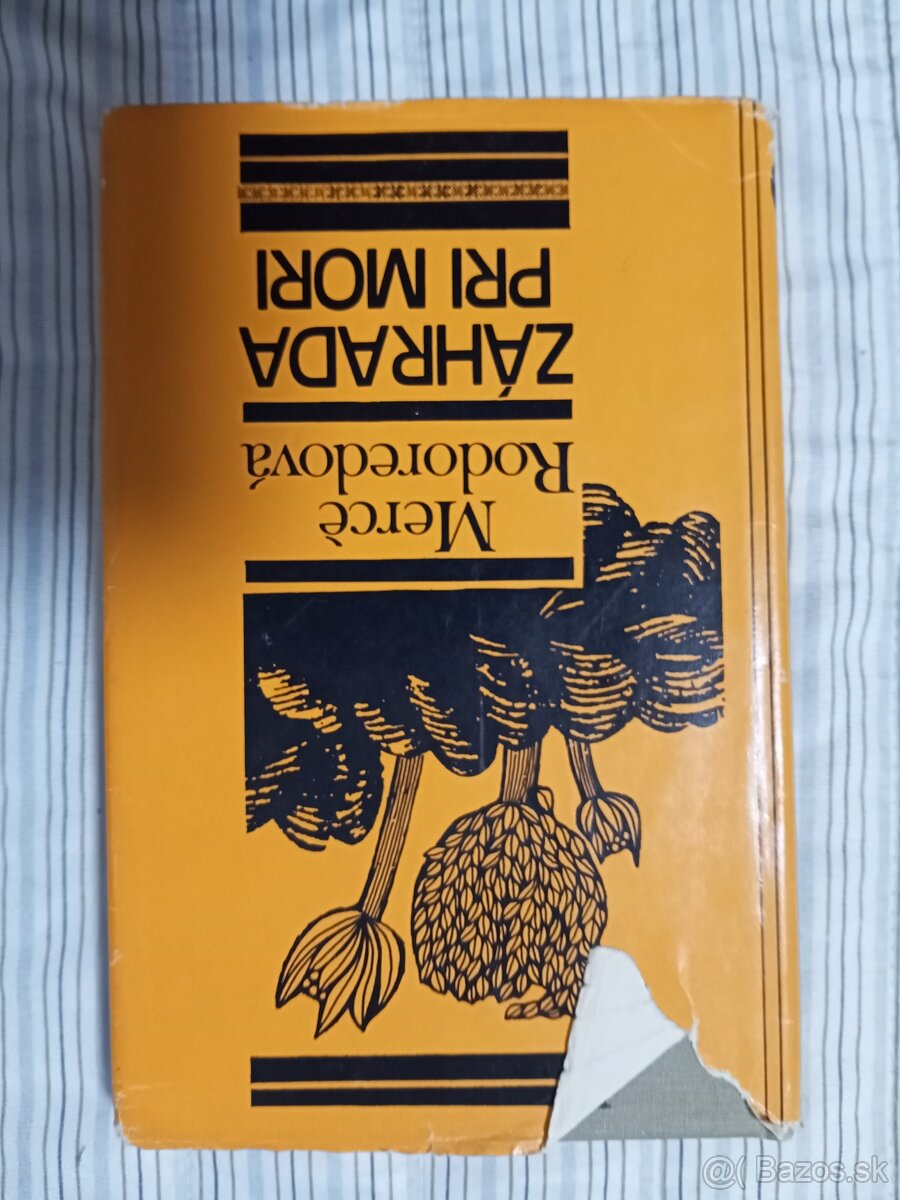 Mercè
Rodoredová
ZÁHRADA
PRI MORI
@( Bazos.sk